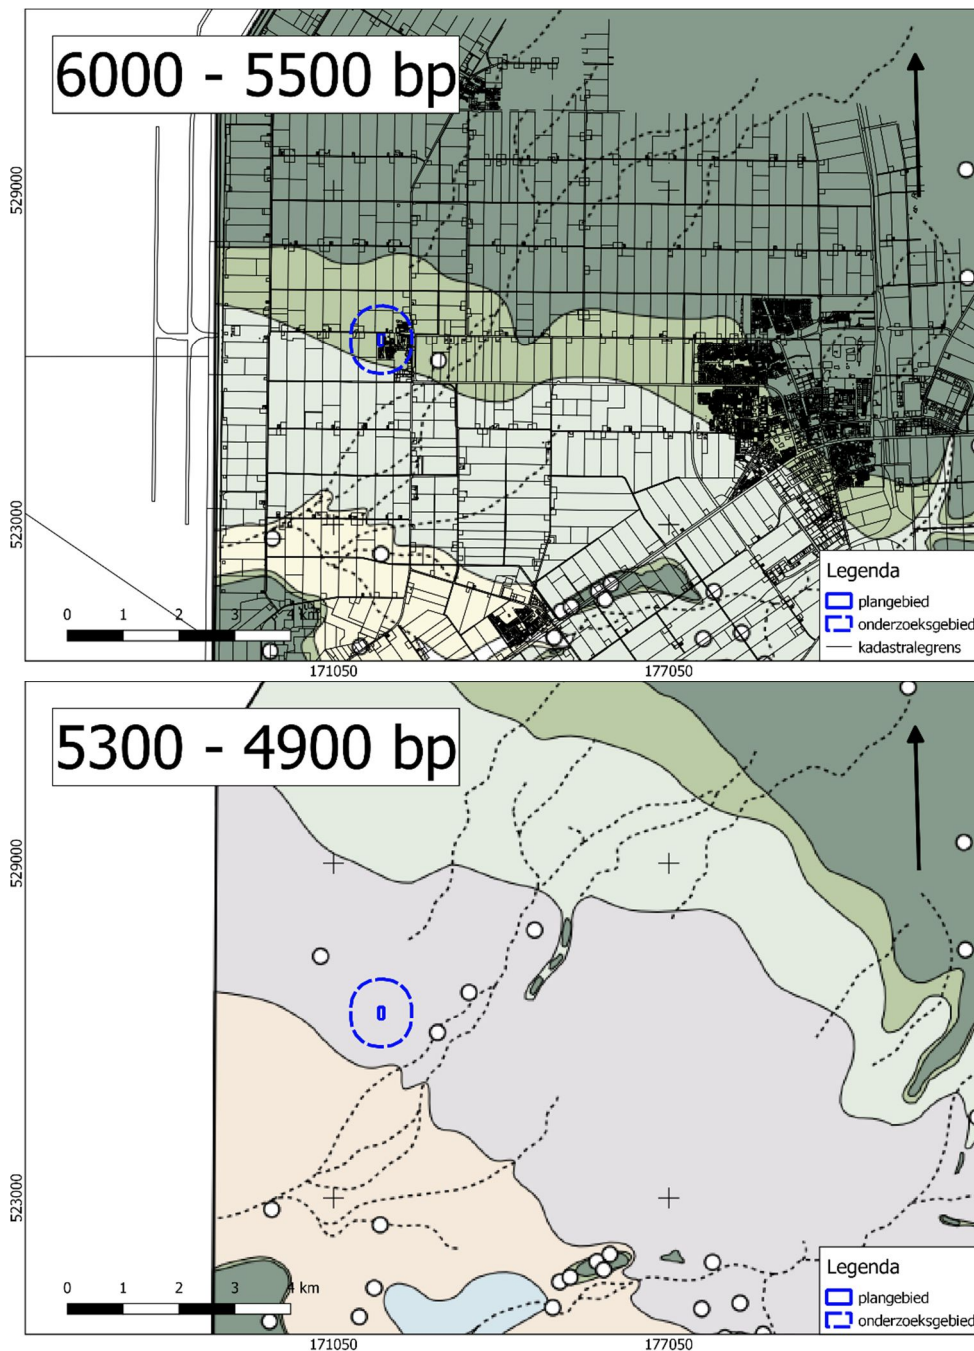 6000 - 5500 bp
529000
523000
0 1 2 3 4 km
Legenda
plangebied
onderzoeksgebied
kadastralegrens
171050
177050
5300 - 4900 bp
529000
523000
0 1 2 3 4 km
Legenda
plangebied
onderzoeksgebied
171050
177050